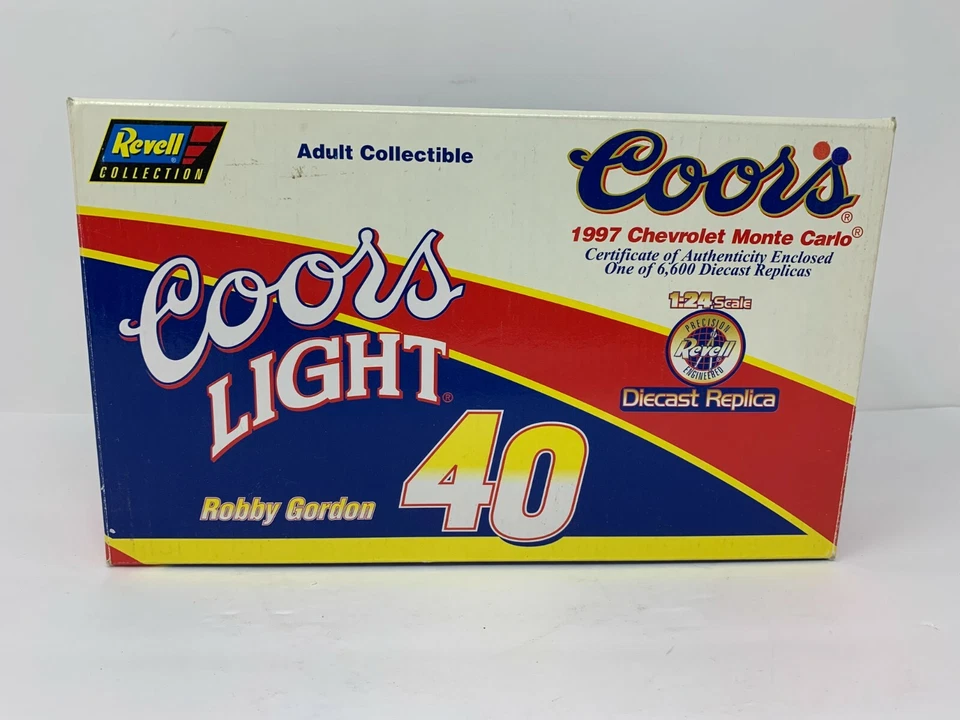 Revell®
COLLECTION
Adult Collectible
Coors®
1997 Chevrolet Monte Carlo®
Certificate of Authenticity Enclosed
One of 6,600 Diecast Replicas
1:24 Scale
PRECISION
Revell
ENGINEERED
Diecast Replica
Coors
LIGHT®
40
Robby Gordon